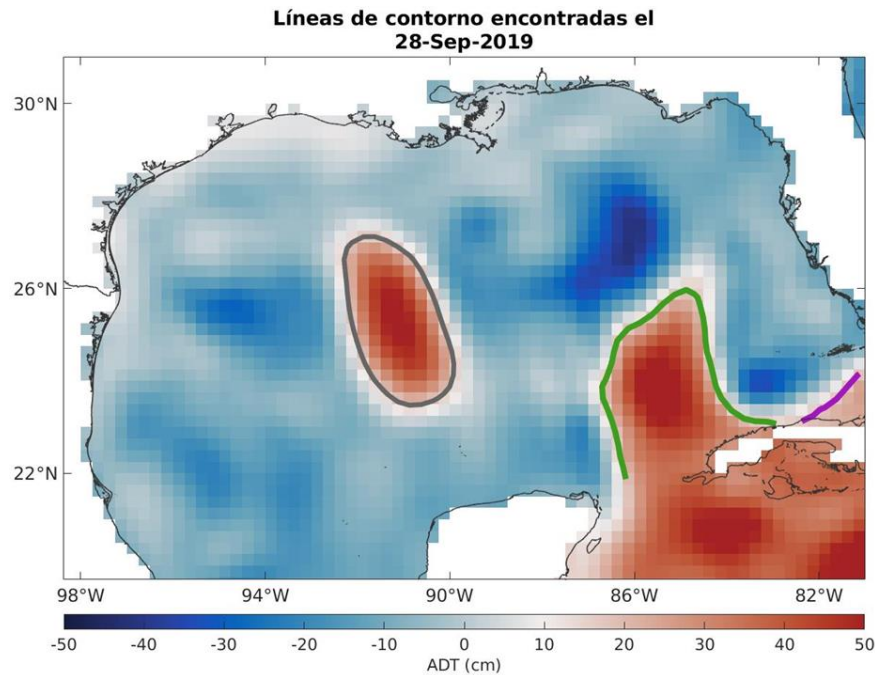 Líneas de contorno encontradas el
28-Sep-2019
30°N
26°N
22°N
98°W 94°W 90°W 86°W 82°W
-50 -40 -30 -20 -10 0 10 20 30 40 50
ADT (cm)